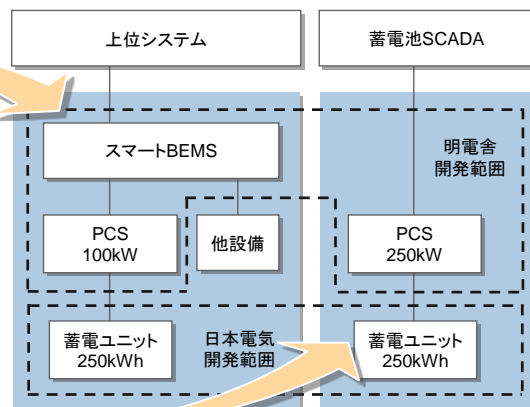 上位システム
蓄電池SCADA
スマートBEMS
明電舎
開発範囲
PCS
100kW
他設備
PCS
250kW
蓄電ユニット
250kWh
日本電気
開発範囲
蓄電ユニット
250kWh